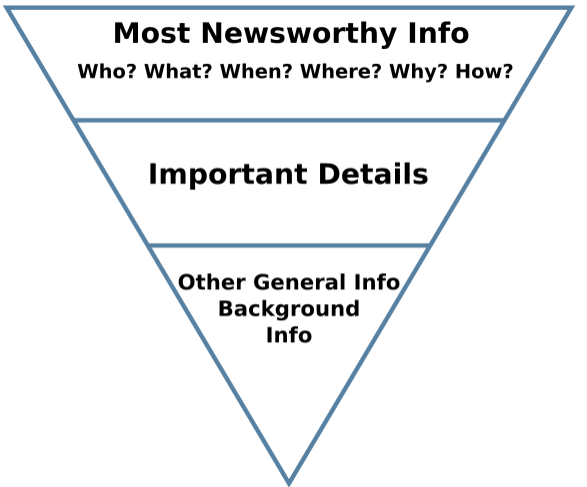 Most Newsworthy Info
Who? What? When? Where? Why? How?
Important Details
Other General Info
Background
Info